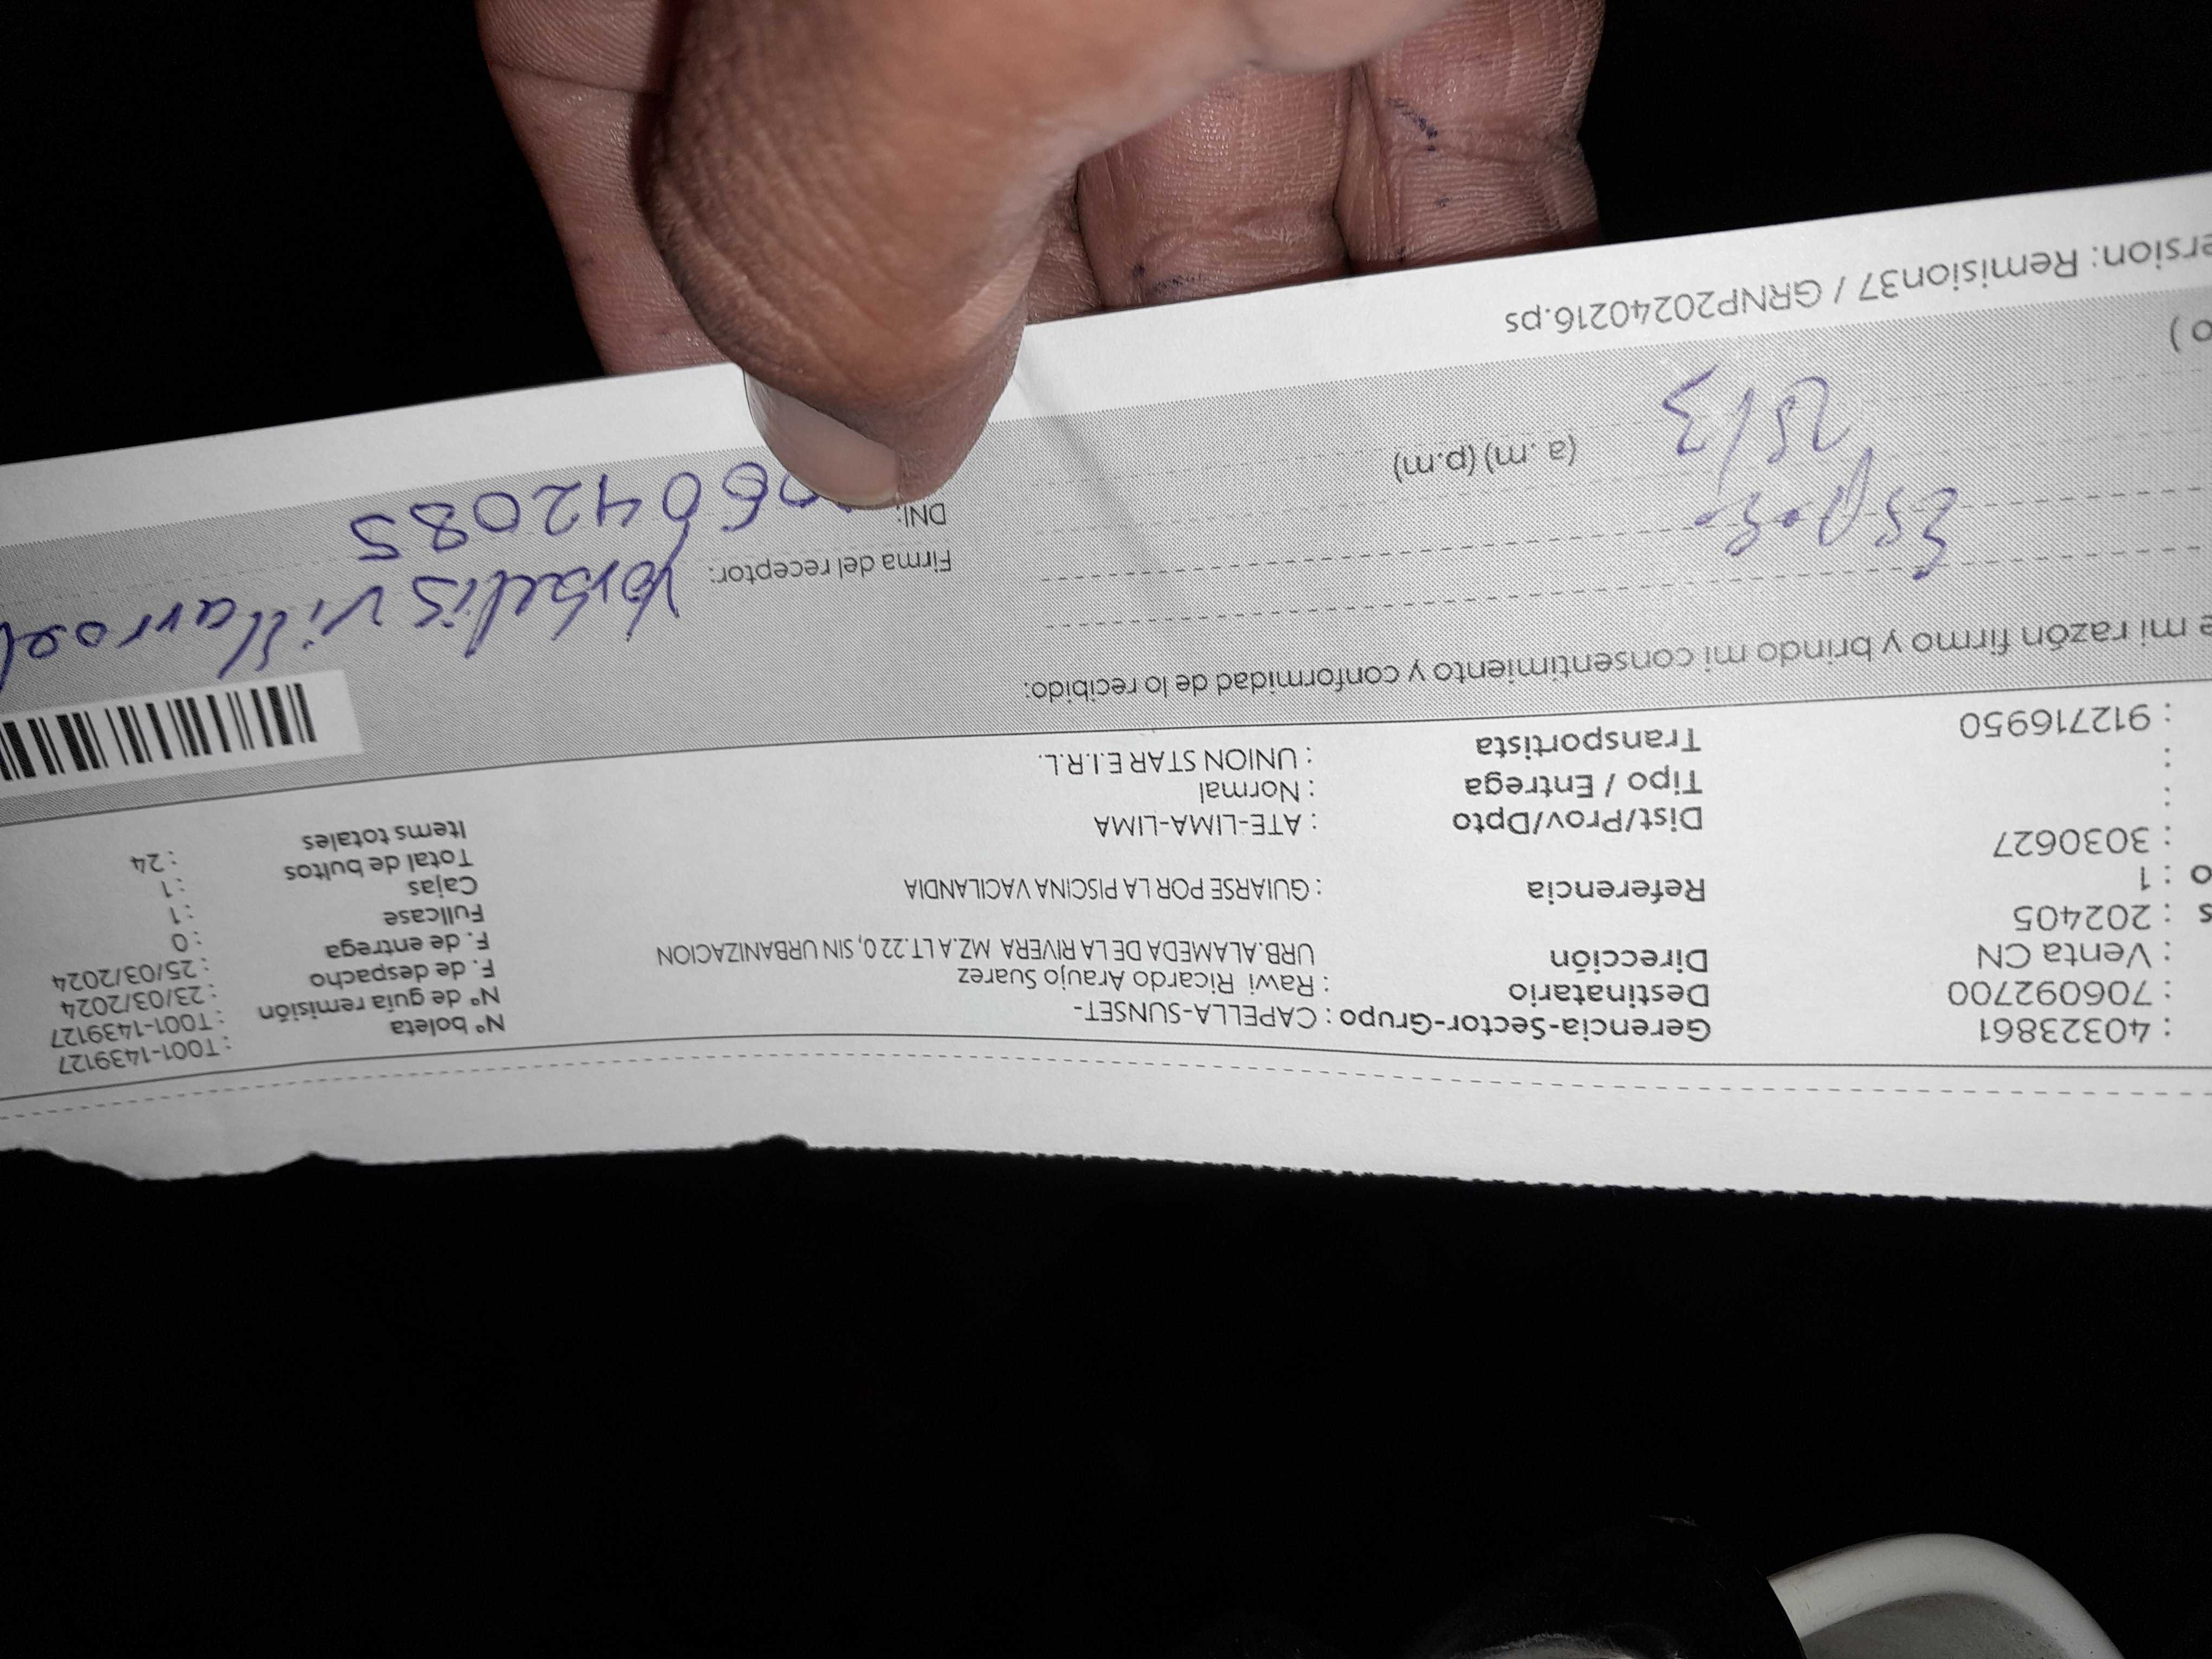 : 40323861 Gerencia-Sector-Grupo : CAPELLA-SUNSET- N° boleta : T001-1439127
: 706092700 Destinatario : Rawi Ricardo Araujo Suarez N° de guía remisión : T001-1439127
: Venta CN Dirección URB.ALAMEDA DE LA RIVERA MZ.A LT.22 0, SIN URBANIZACION F. de despacho : 23/03/2024
s : 202405 F. de entrega : 25/03/2024
o : 1 Referencia : GUIARSE POR LA PISCINA VACILANDIA Fullcase : 0
: 3030627 Cajas : 1
: Dist/Prov/Dpto : ATE-LIMA-LIMA Total de bultos : 1
: Tipo / Entrega : Normal Items totales : 24
: 912716950 Transportista : UNION STAR E.I.R.L.
e mi razón firmo y brindo mi consentimiento y conformidad de lo recibido:
Esposa Firma del receptor: Yorselis villarroel
25/3 (a.m) (p.m) DNI: 06042085
o )
ersion: Remision37 / GRNP20240216.ps